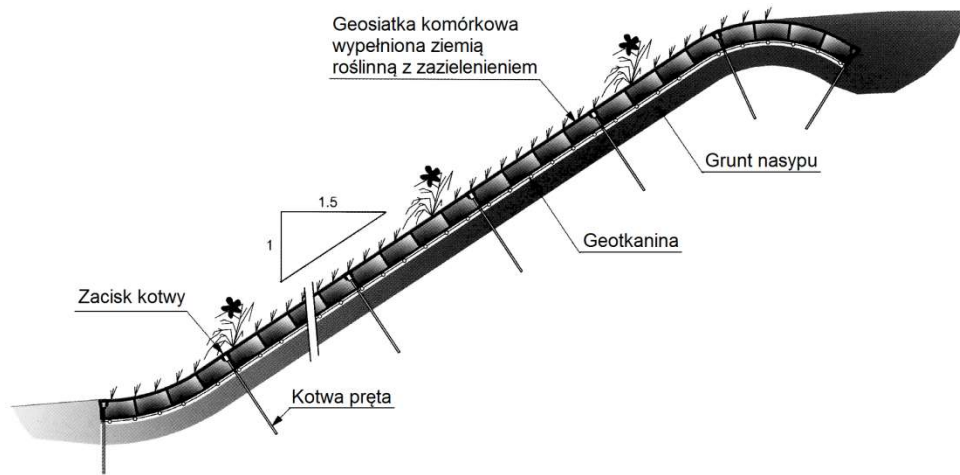 Geosiatka komórkowa
wypełniona ziemią
roślinną z zazielenieniem
Grunt nasypu
1.5
1
Geotkanina
Zacisk kotwy
Kotwa pręta